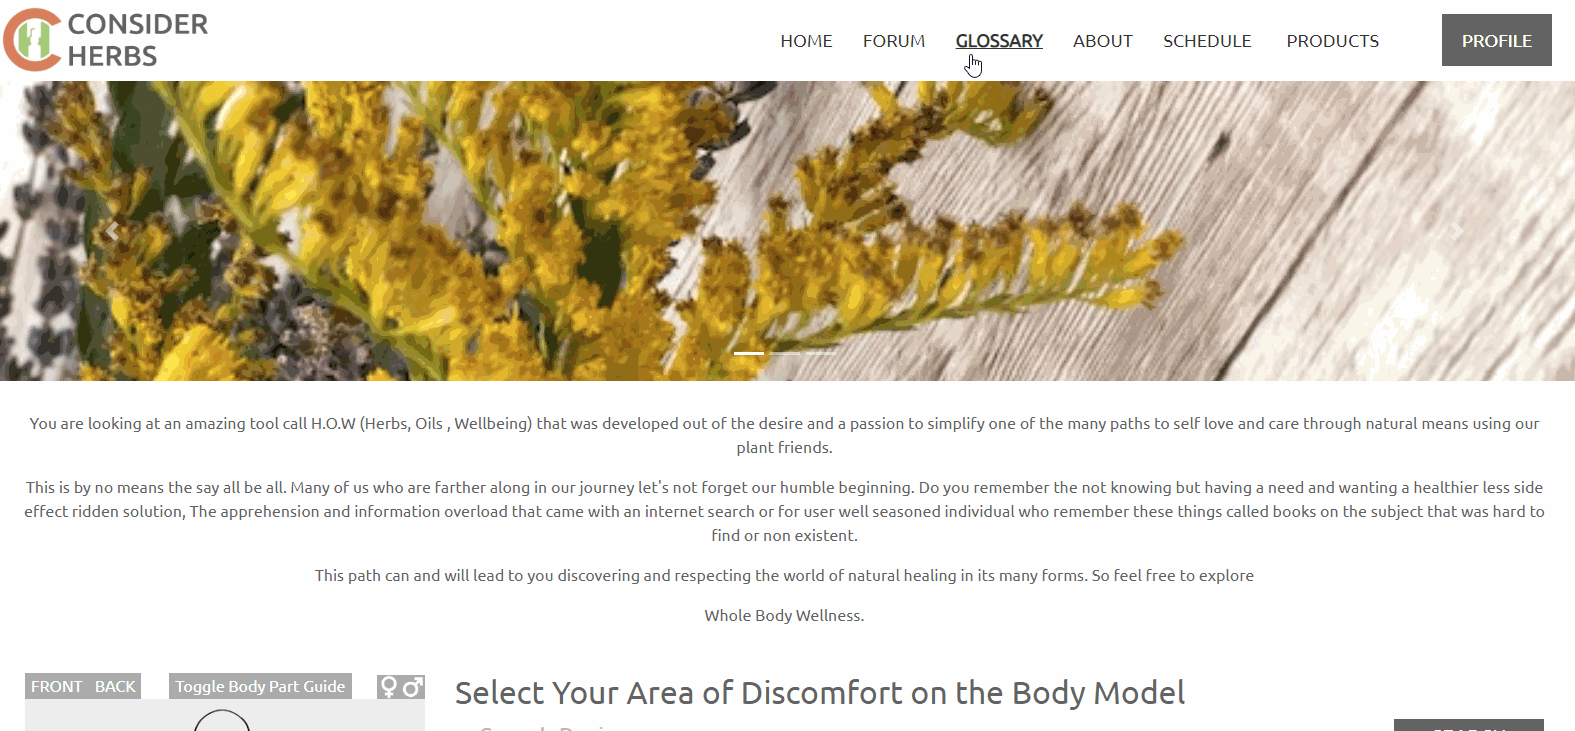 CONSIDER
HERBS
HOME FORUM GLOSSARY ABOUT SCHEDULE PRODUCTS PROFILE
You are looking at an amazing tool call H.O.W (Herbs, Oils , Wellbeing) that was developed out of the desire and a passion to simplify one of the many paths to self love and care through natural means using our
plant friends.
This is by no means the say all be all. Many of us who are farther along in our journey let's not forget our humble beginning. Do you remember the not knowing but having a need and wanting a healthier less side
effect ridden solution, The apprehension and information overload that came with an internet search or for user well seasoned individual who remember these things called books on the subject that was hard to
find or non existent.
This path can and will lead to you discovering and respecting the world of natural healing in its many forms. So feel free to explore
Whole Body Wellness.
FRONT BACK Toggle Body Part Guide
Select Your Area of Discomfort on the Body Model